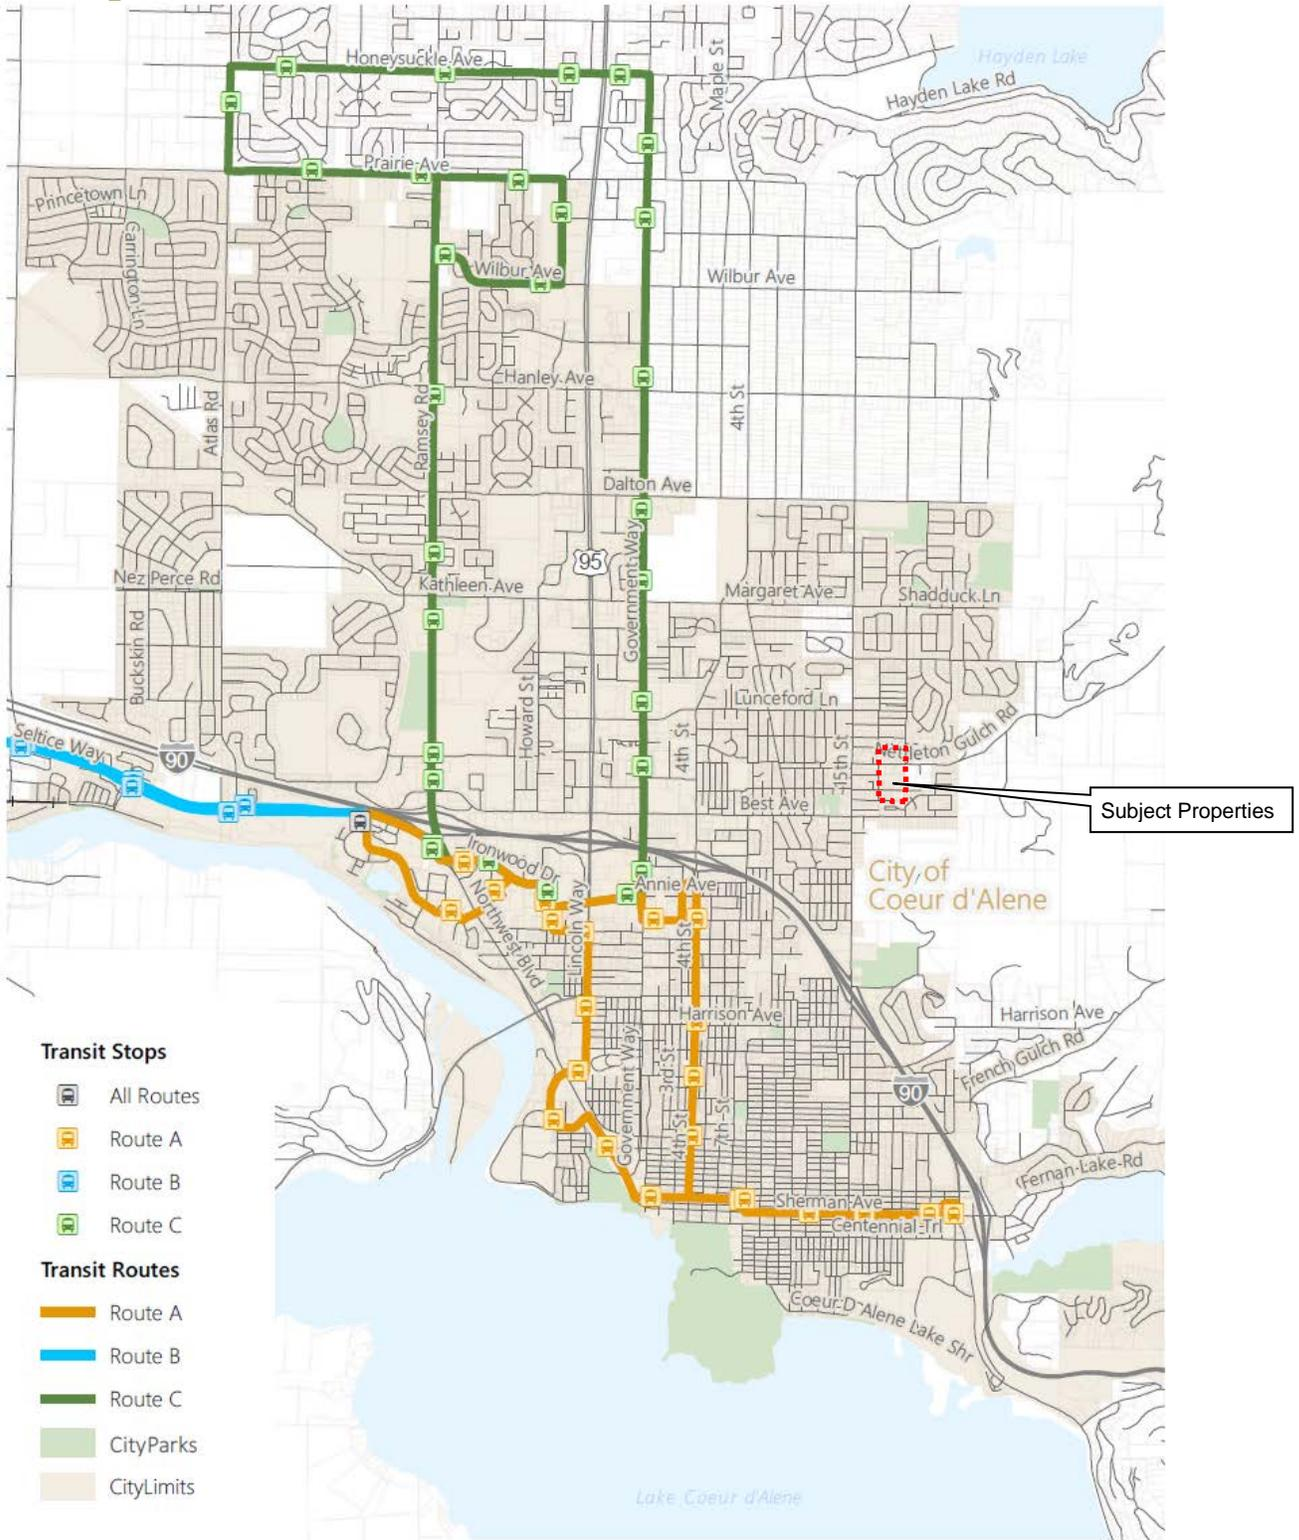 Honeysuckle Ave
Maple St
Hayden Lake
Hayden Lake Rd
Prairie Ave
Princetown Ln
Carrington Ln
Wilbur Ave
Wilbur Ave
Hanley Ave
Atlas Rd
Ramsey Rd
4th St
Dalton Ave
95
Government Way
Nez Perce Rd
Kathleen Ave
Margaret Ave
Shadduck Ln
Buckskin Rd
Howard St
Lunceford Ln
4th St
15th St
Nettleton Gulch Rd
Seltice Way
90
Best Ave
Subject Properties
Ironwood Dr
Annie Ave
City of
Coeur d'Alene
Northwest Blvd
Lincoln Way
4th St
Harrison Ave
Harrison Ave
French Gulch Rd
90
Government Way
3rd St
4th St
7th St
Fernan Lake Rd
Sherman Ave
Centennial Trl
Coeur D Alene Lake Shr
Lake Coeur d'Alene
Transit Stops
All Routes
Route A
Route B
Route C
Transit Routes
Route A
Route B
Route C
CityParks
CityLimits